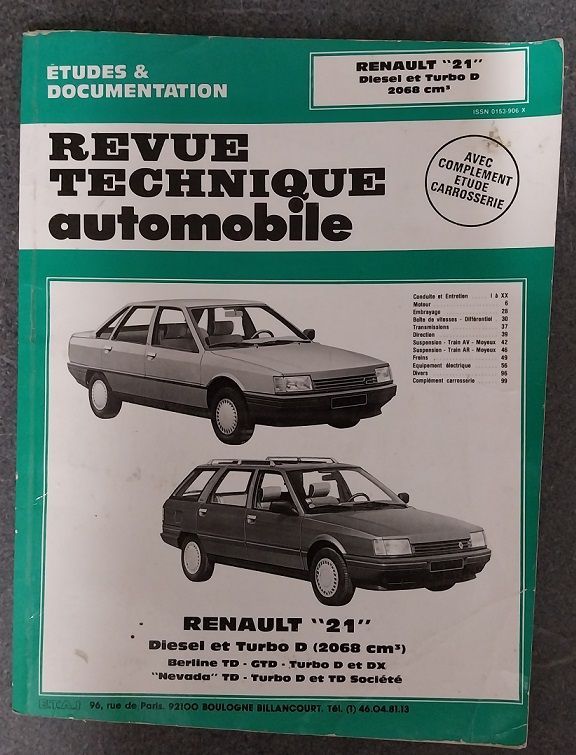 ÉTUDES &
DOCUMENTATION
RENAULT "21"
Diesel et Turbo D
2068 cm³
ISSN 0153-906 X
REVUE
TECHNIQUE
automobile
AVEC
COMPLEMENT
ETUDE
CARROSSERIE
Conduite et Entretien ....... I à XX
Moteur ....... 6
Embrayage ....... 28
Boîte de vitesses - Différentiel . 30
Transmissions ....... 37
Direction ....... 39
Suspension - Train AV - Moyeux 42
Suspension - Train AR - Moyeux 46
Freins ....... 49
Equipement électrique ....... 56
Divers ....... 96
Complément carrosserie ....... 99
RENAULT "21"
Diesel et Turbo D (2068 cm³)
Berline TD - GTD - Turbo D et DX
"Nevada" TD - Turbo D et TD Société
96, rue de Paris. 92100 BOULOGNE BILLANCOURT. Tél. (1) 46.04.81.13